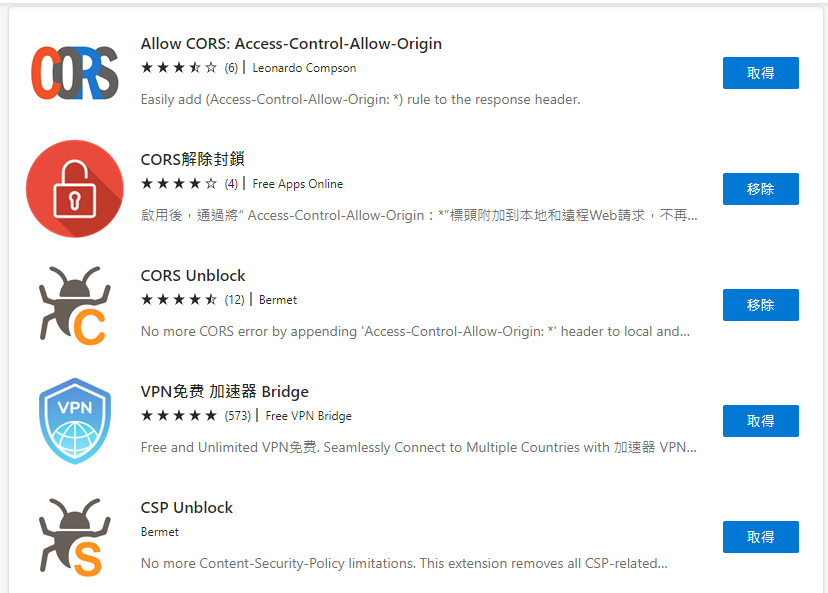 CORS
Allow CORS: Access-Control-Allow-Origin
(6) | Leonardo Compson
Easily add (Access-Control-Allow-Origin: *) rule to the response header.
取得
CORS解除封鎖
(4) | Free Apps Online
啟用後，通過將“ Access-Control-Allow-Origin：*”標頭附加到本地和遠程Web請求，不再...
移除
CORS Unblock
(12) | Bermet
No more CORS error by appending 'Access-Control-Allow-Origin: *' header to local and...
移除
C
VPN
VPN免费 加速器 Bridge
(573) | Free VPN Bridge
Free and Unlimited VPN免费. Seamlessly Connect to Multiple Countries with 加速器 VPN...
取得
CSP Unblock
Bermet
No more Content-Security-Policy limitations. This extension removes all CSP-related...
取得
S